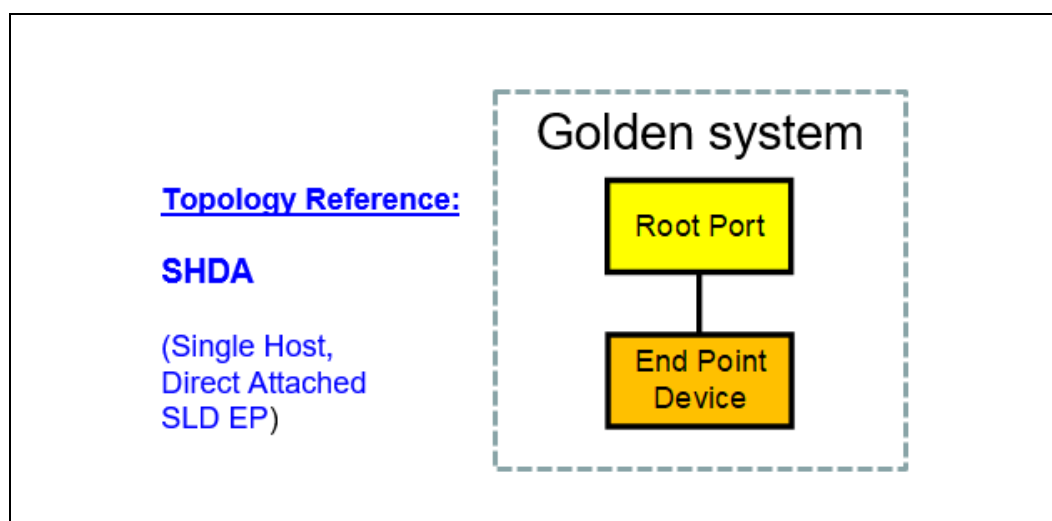 Topology Reference:
SHDA
(Single Host,
Direct Attached
SLD EP)
Golden system
Root Port
End Point
Device